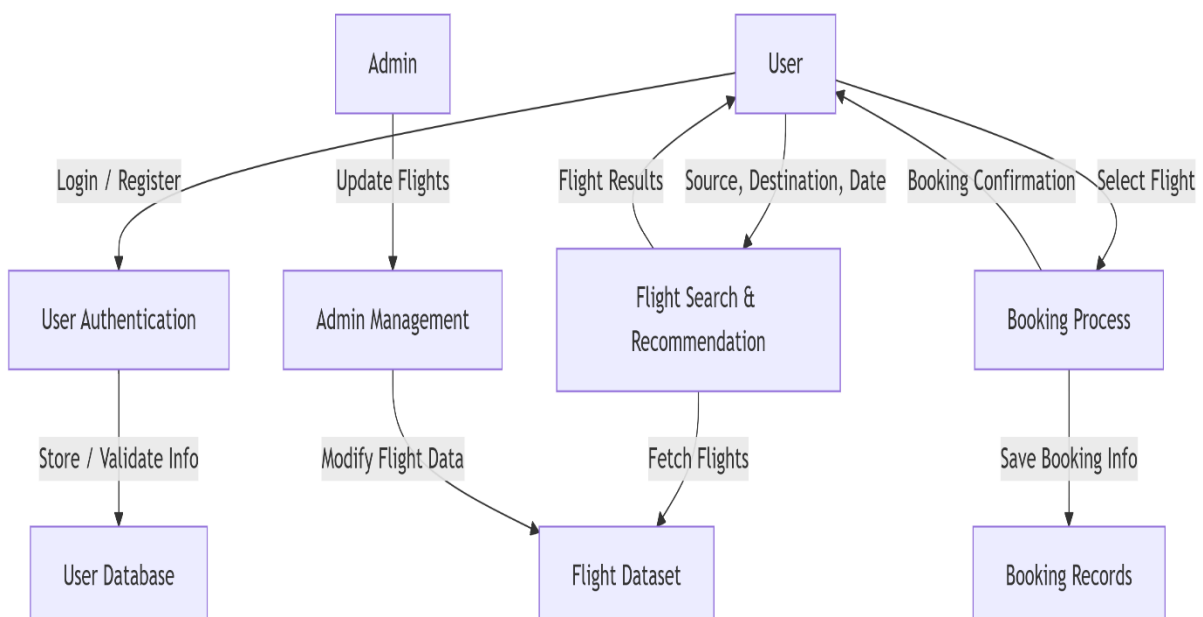 Admin
User
Login / Register
Update Flights
Flight Results
Source, Destination, Date
Booking Confirmation
Select Flight
User Authentication
Admin Management
Flight Search &
Recommendation
Booking Process
Store / Validate Info
Modify Flight Data
Fetch Flights
Save Booking Info
User Database
Flight Dataset
Booking Records